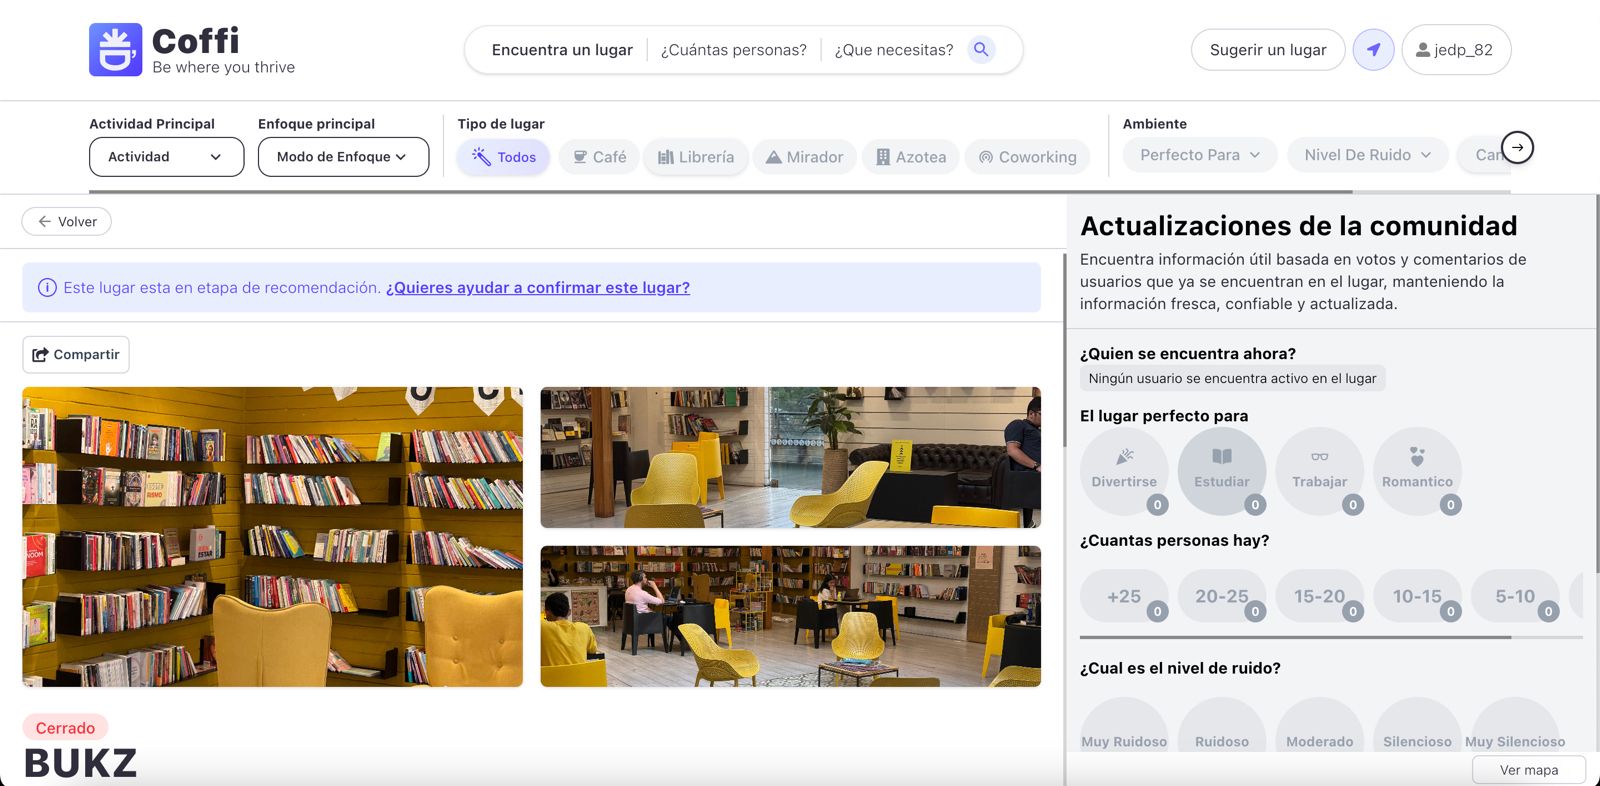 Coffi
Be where you thrive
Encuentra un lugar
¿Cuántas personas?
¿Que necesitas?
Sugerir un lugar
jedp_82
Actividad Principal
Enfoque principal
Tipo de lugar
Ambiente
Actividad
Modo de Enfoque
Todos
Café
Librería
Mirador
Azotea
Coworking
Perfecto Para
Nivel De Ruido
Volver
Este lugar esta en etapa de recomendación. ¿Quieres ayudar a confirmar este lugar?
Compartir
Cerrado
BUKZ
Actualizaciones de la comunidad
Encuentra información útil basada en votos y comentarios de
usuarios que ya se encuentran en el lugar, manteniendo la
información fresca, confiable y actualizada.
¿Quien se encuentra ahora?
Ningún usuario se encuentra activo en el lugar
El lugar perfecto para
Divertirse
0
Estudiar
0
Trabajar
0
Romantico
0
¿Cuantas personas hay?
+25
0
20-25
0
15-20
0
10-15
0
5-10
0
¿Cual es el nivel de ruido?
Muy Ruidoso
Ruidoso
Moderado
Silencioso
Muy Silencioso
Ver mapa